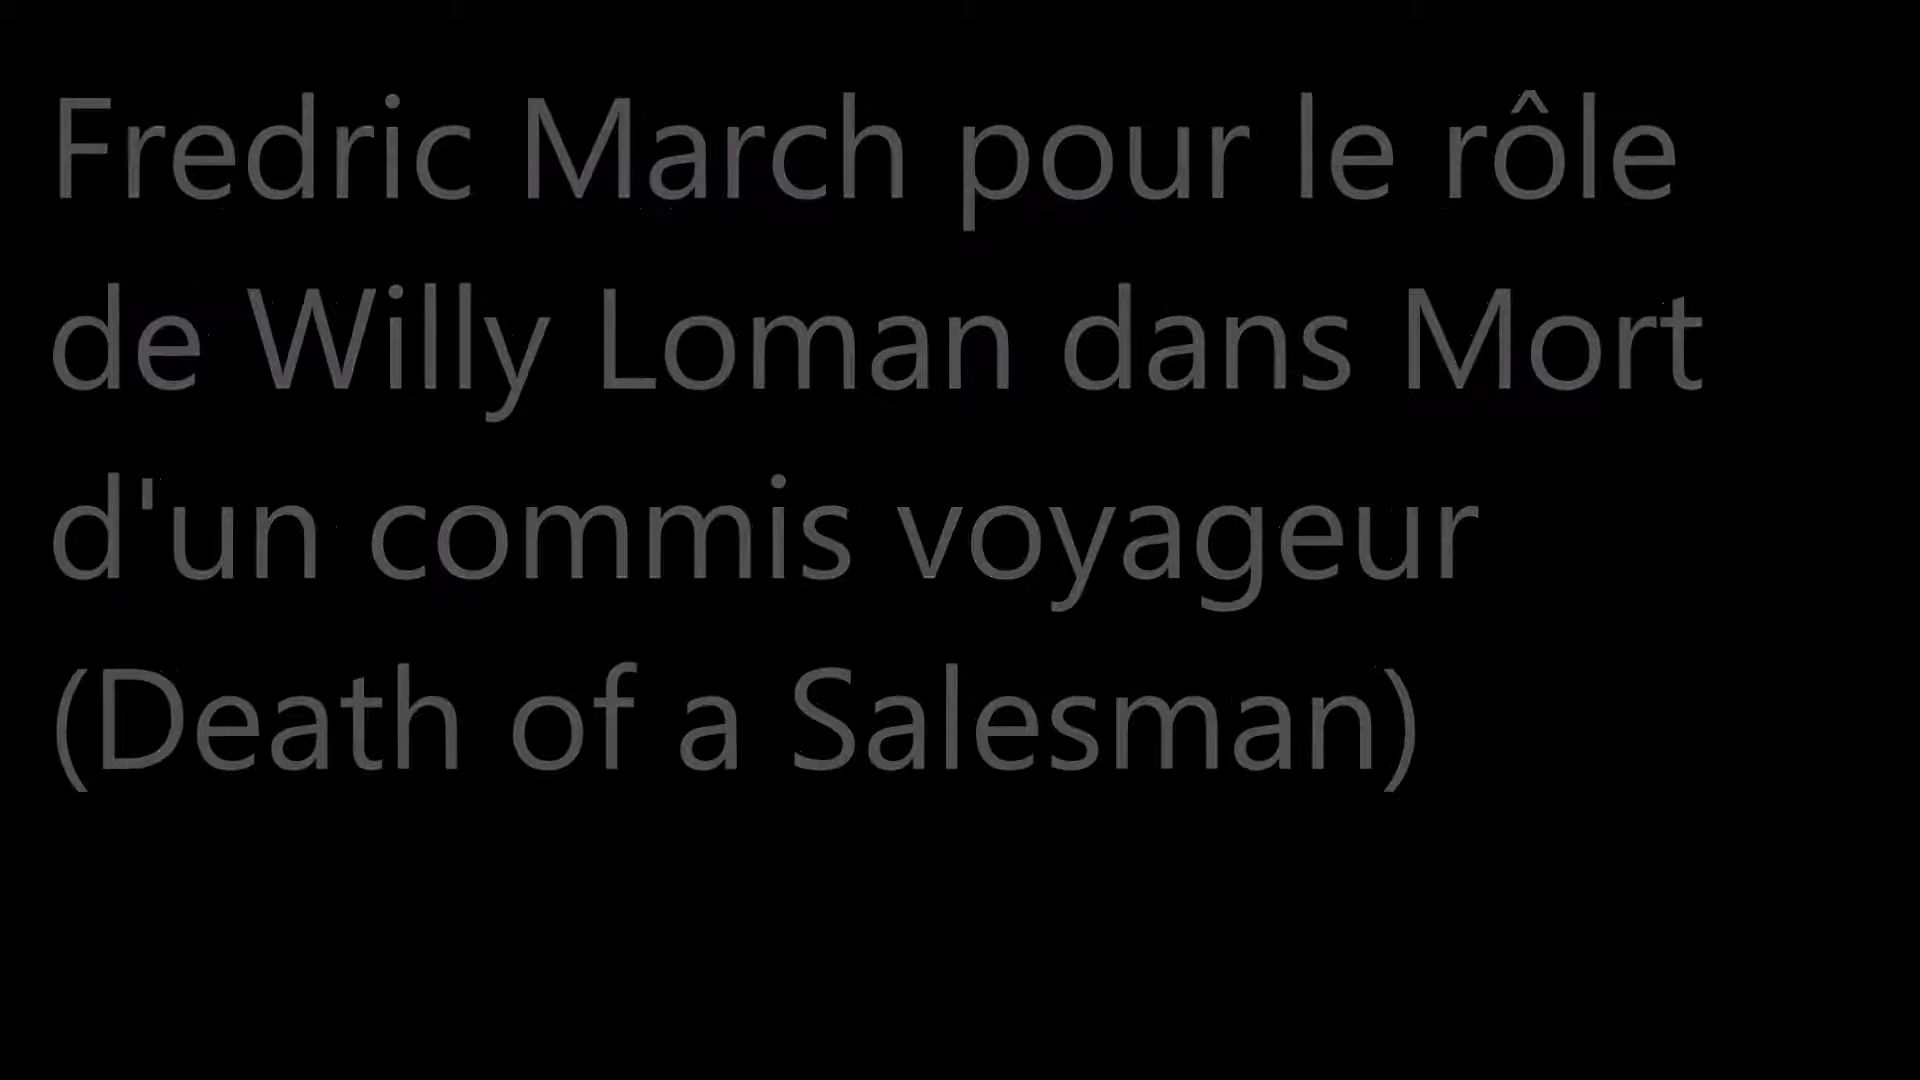 Fredric March pour le rôle
de Willy Loman dans Mort
d'un commis voyageur
(Death of a Salesman)